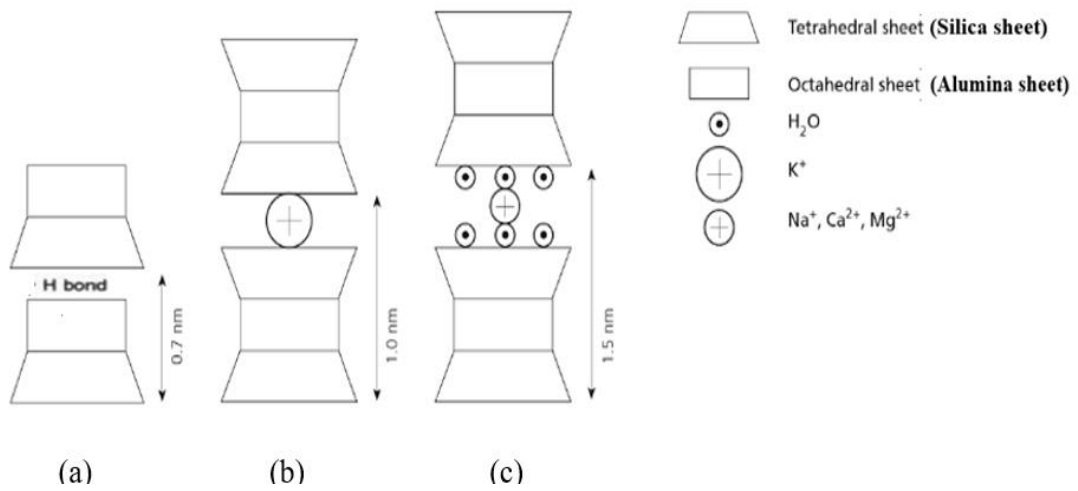 Tetrahedral sheet (Silica sheet)
Octahedral sheet (Alumina sheet)
H₂O
K⁺
Na⁺, Ca²⁺, Mg²⁺
H bond
0.7 nm
1.0 nm
1.5 nm
(a)
(b)
(c)